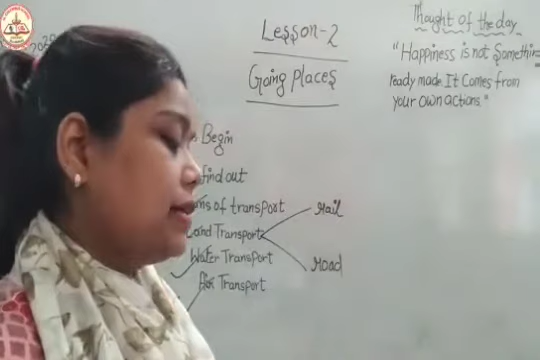 Lesson-2
Going places
Begin
find out
of transport
Land Transport
rail
road
Water Transport
Air Transport
Thought of the day
"Happiness is not Something
ready made It Comes from
your own actions."